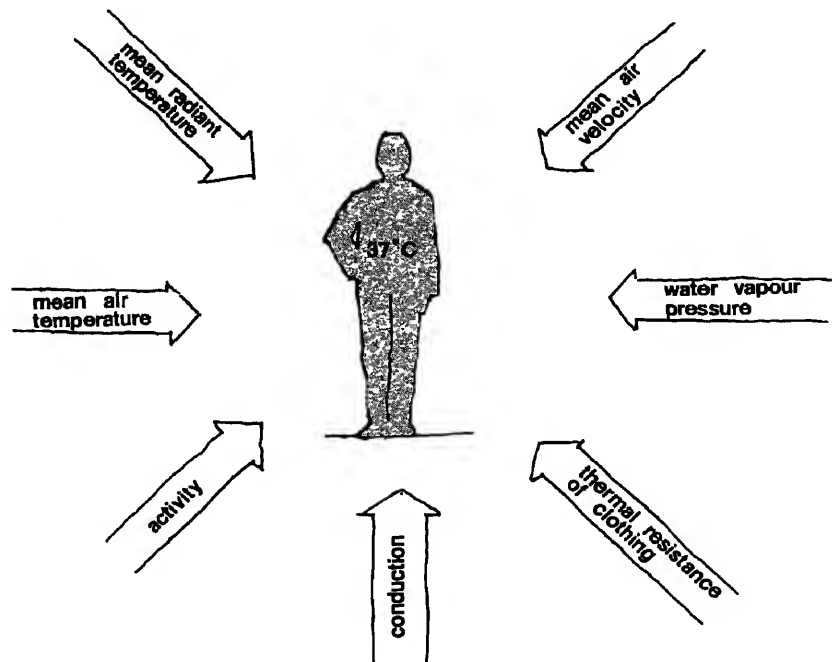 mean radiant
temperature
mean air
velocity
37°C
mean air
temperature
water vapour
pressure
activity
conduction
thermal resistance
of clothing